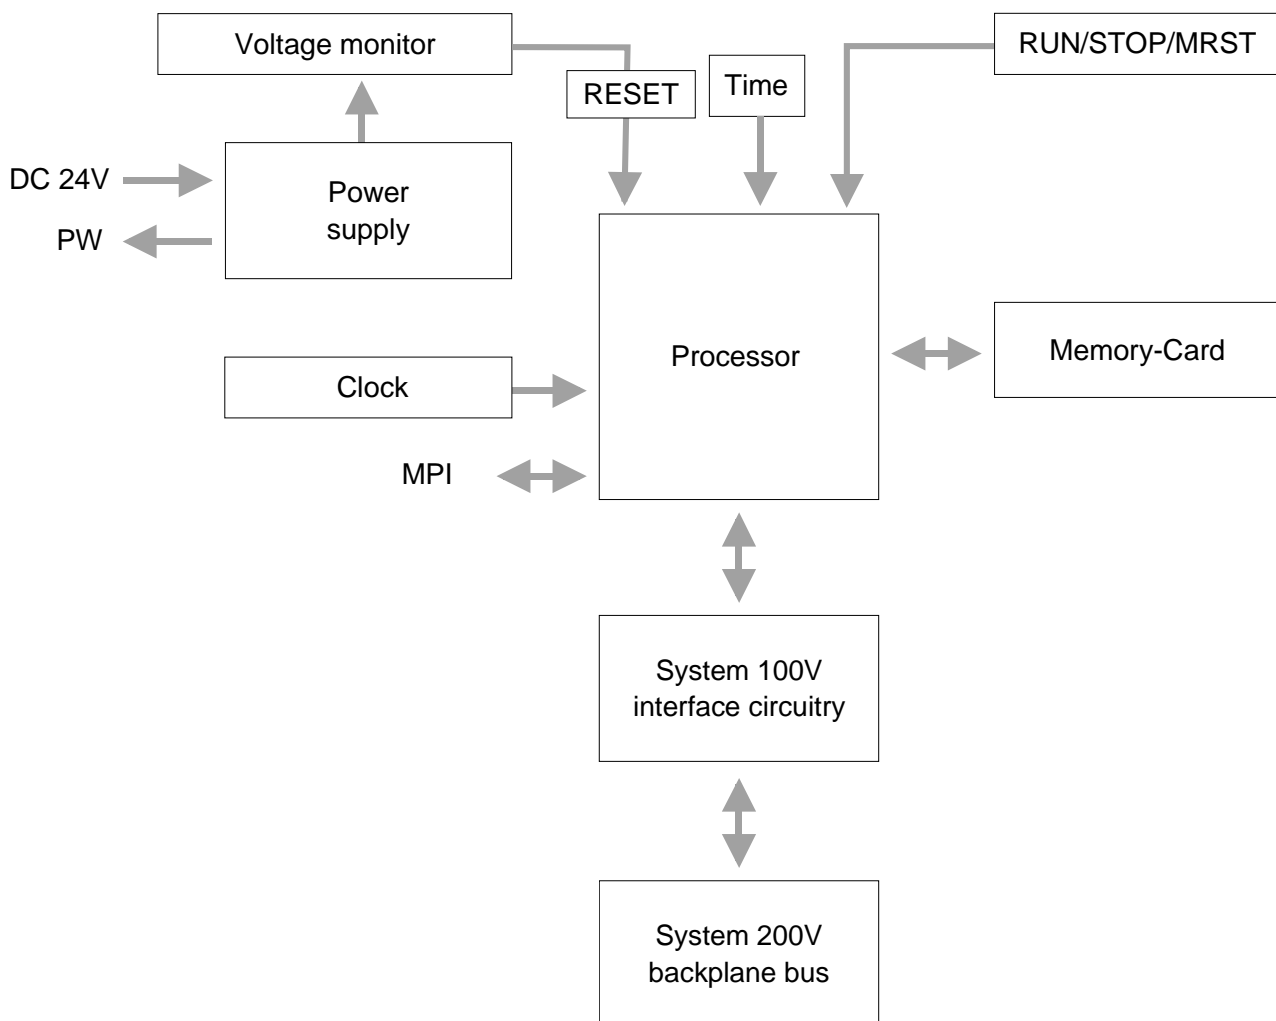 Voltage monitor
RUN/STOP/MRST
RESET
Time
DC 24V
Power
supply
PW
Processor
Memory-Card
Clock
MPI
System 100V
interface circuitry
System 200V
backplane bus